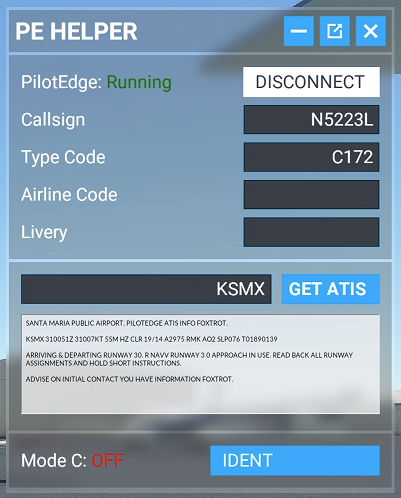 PE HELPER
PilotEdge: Running DISCONNECT
Callsign N5223L
Type Code C172
Airline Code
Livery
KSMX GET ATIS
SANTA MARIA PUBLIC AIRPORT. PILOTEDGE ATIS INFO FOXTROT.
KSMX 310051Z 31007KT 5SM HZ CLR 19/14 A2975 RMK AO2 SLP076 T01890139
ARRIVING & DEPARTING RUNWAY 30. R NAVV RUNWAY 3 0 APPROACH IN USE. READ BACK ALL RUNWAY
ASSIGNMENTS AND HOLD SHORT INSTRUCTIONS.
ADVISE ON INITIAL CONTACT YOU HAVE INFORMATION FOXTROT.
Mode C: OFF IDENT